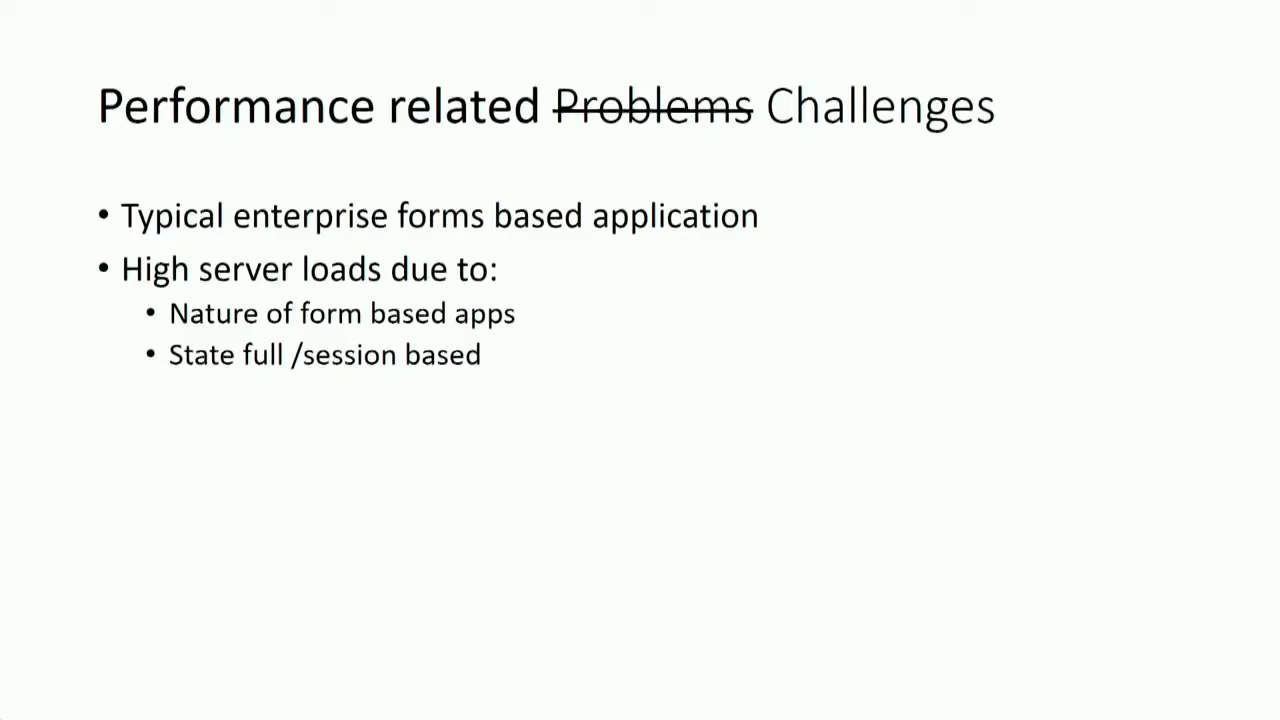 Performance related Problems Challenges
• Typical enterprise forms based application
• High server loads due to:
• Nature of form based apps
• State full /session based